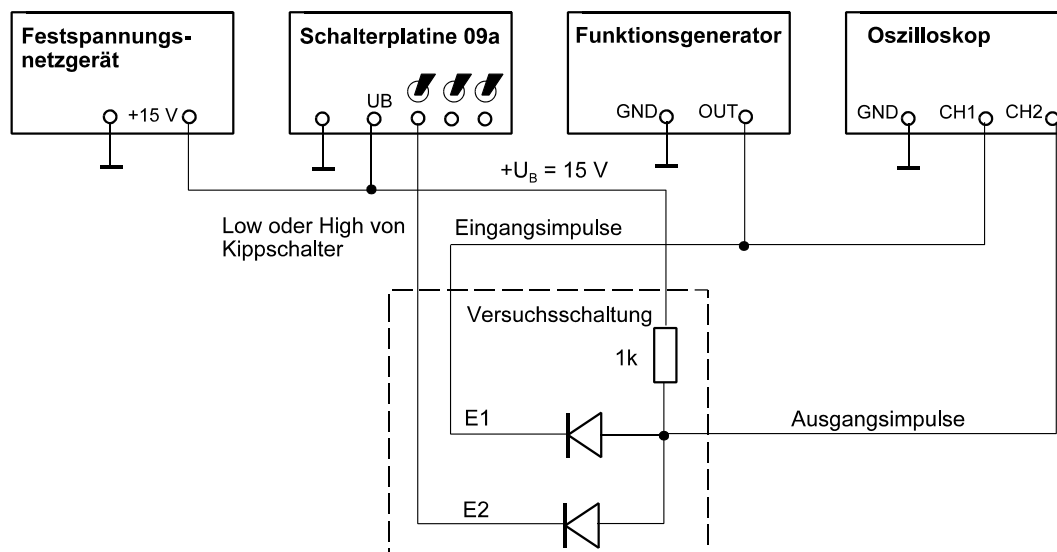 Festspannungs-
netzgerät
+15 V
Schalterplatine 09a
UB
Funktionsgenerator
GND
OUT
Oszilloskop
GND
CH1
CH2
+UB = 15 V
Low oder High von
Kippschalter
Eingangsimpulse
Versuchsschaltung
1k
E1
Ausgangsimpulse
E2